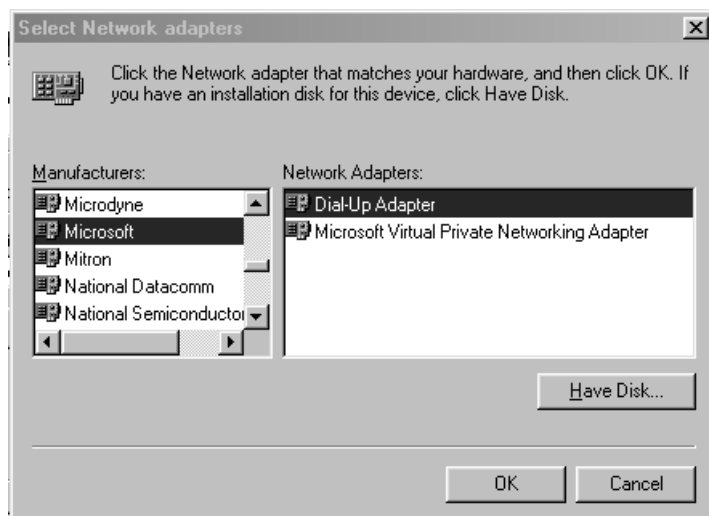 Select Network adapters
Click the Network adapter that matches your hardware, and then click OK. If
you have an installation disk for this device, click Have Disk.
Manufacturers:
Microdyne
Microsoft
Mitron
National Datacomm
National Semiconductor
Network Adapters:
Dial-Up Adapter
Microsoft Virtual Private Networking Adapter
Have Disk...
OK
Cancel